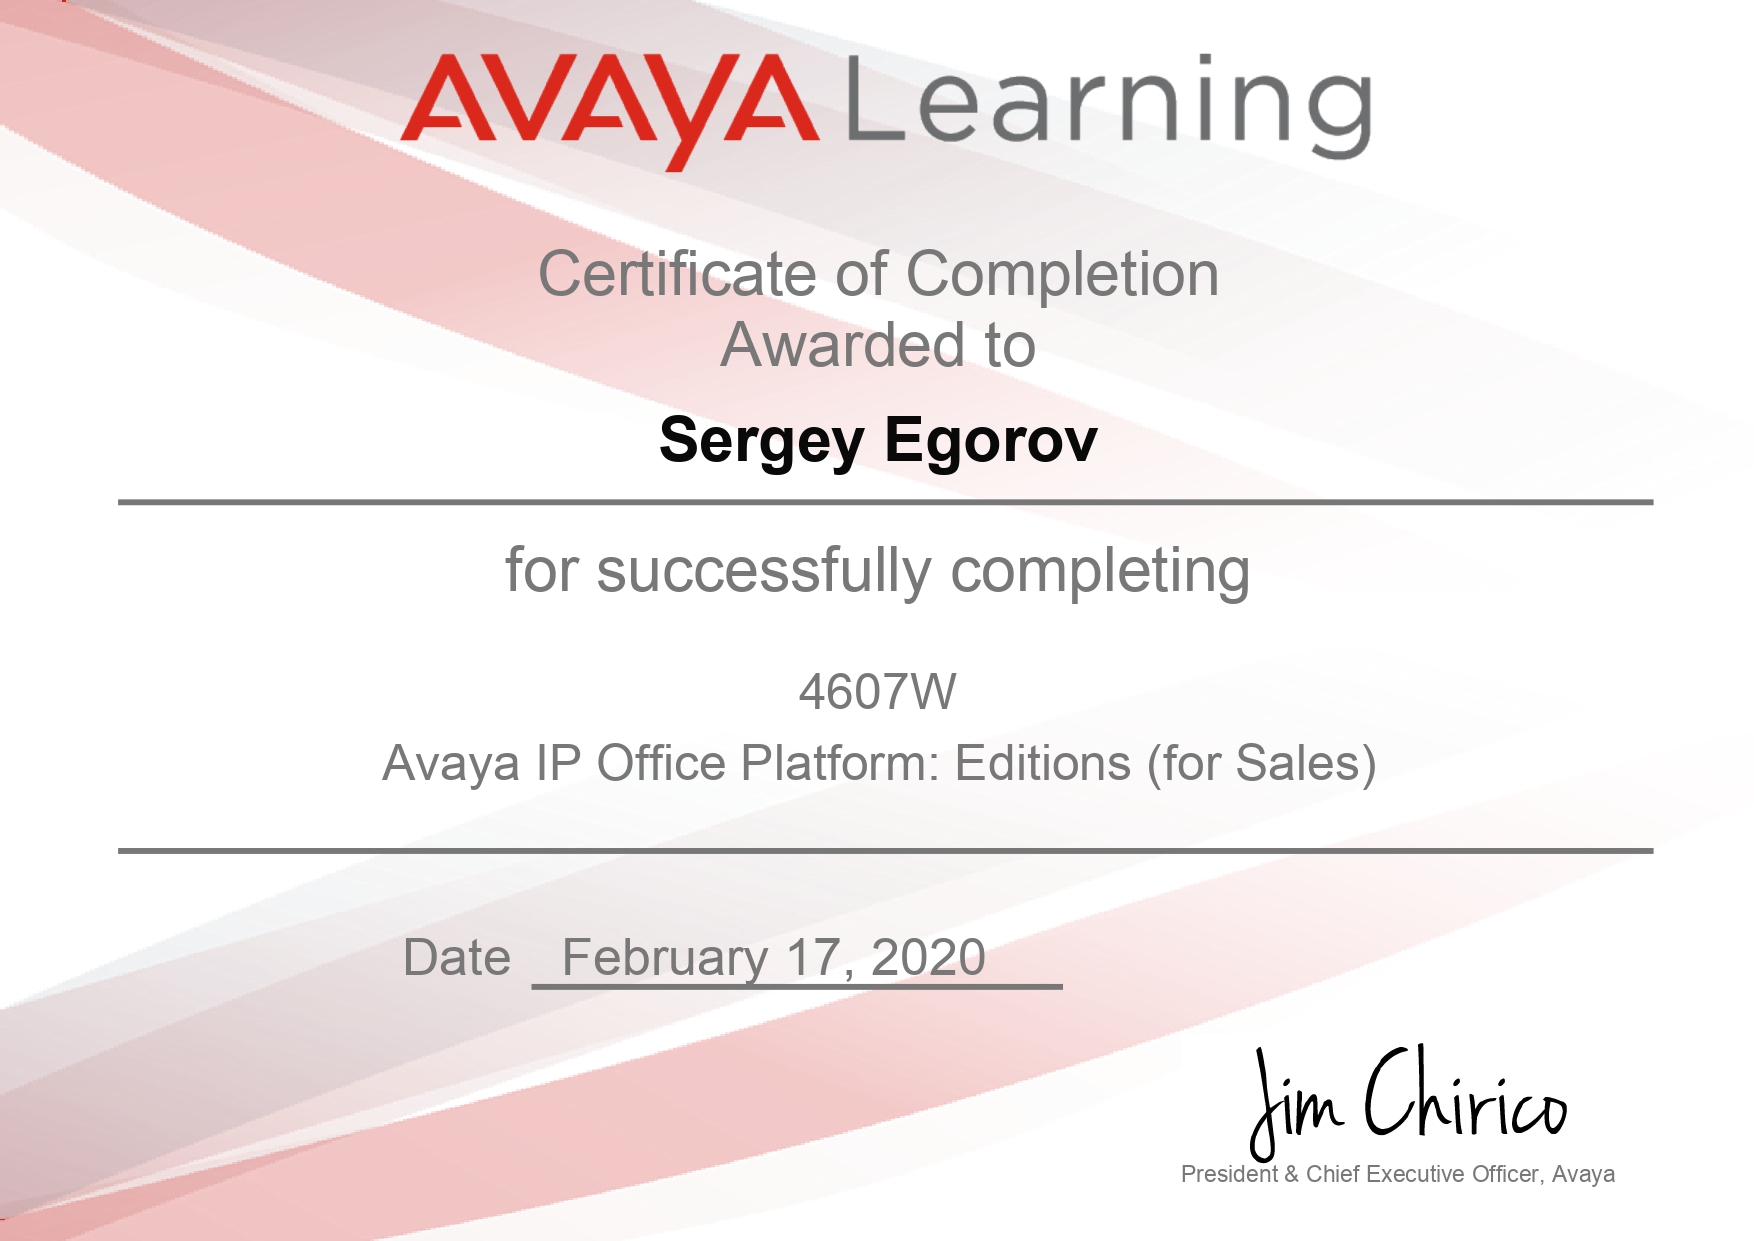 AVAYA Learning
Certificate of Completion
Awarded to
Sergey Egorov
for successfully completing
4607W
Avaya IP Office Platform: Editions (for Sales)
Date February 17, 2020
Jim Chirico
President & Chief Executive Officer, Avaya